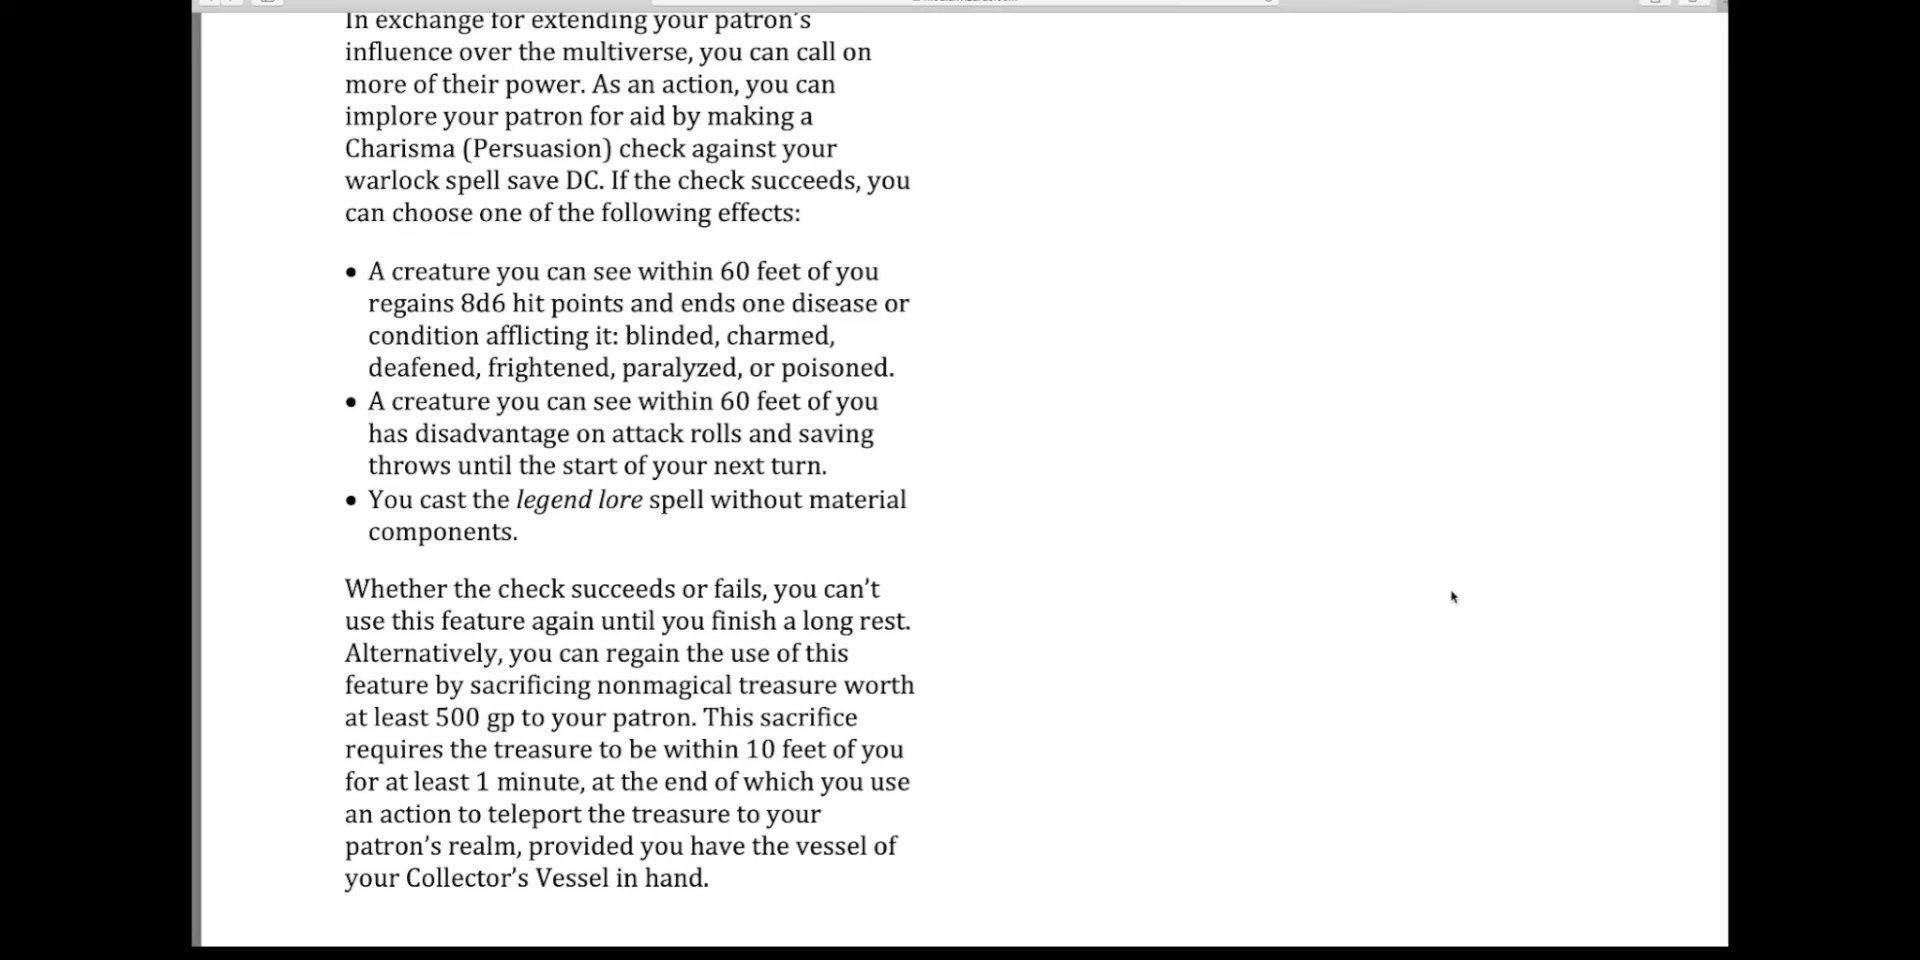 In exchange for extending your patron's
influence over the multiverse, you can call on
more of their power. As an action, you can
implore your patron for aid by making a
Charisma (Persuasion) check against your
warlock spell save DC. If the check succeeds, you
can choose one of the following effects:
• A creature you can see within 60 feet of you
regains 8d6 hit points and ends one disease or
condition afflicting it: blinded, charmed,
deafened, frightened, paralyzed, or poisoned.
• A creature you can see within 60 feet of you
has disadvantage on attack rolls and saving
throws until the start of your next turn.
• You cast the legend lore spell without material
components.
Whether the check succeeds or fails, you can’t
use this feature again until you finish a long rest.
Alternatively, you can regain the use of this
feature by sacrificing nonmagical treasure worth
at least 500 gp to your patron. This sacrifice
requires the treasure to be within 10 feet of you
for at least 1 minute, at the end of which you use
an action to teleport the treasure to your
patron’s realm, provided you have the vessel of
your Collector’s Vessel in hand.